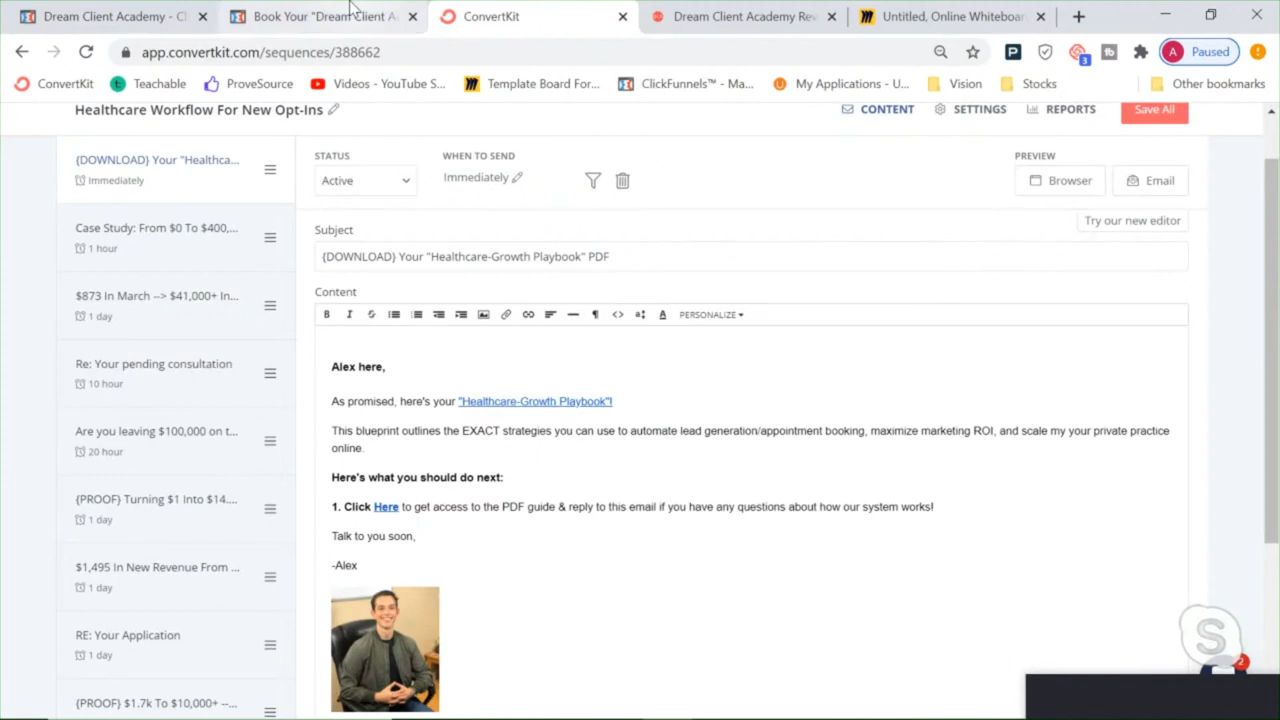 Dream Client Academy - Cl
Book Your "Dream Client A
ConvertKit
Dream Client Academy Rev
Untitled, Online Whiteboard
app.convertkit.com/sequences/388662
A Paused
3
ConvertKit
Teachable
ProveSource
Videos - YouTube S...
Template Board For...
ClickFunnels™ - Ma...
My Applications - U...
Vision
Stocks
Other bookmarks
Healthcare Workflow For New Opt-Ins
CONTENT
SETTINGS
REPORTS
Save All
{DOWNLOAD} Your "Healthca...
Immediately
STATUS
Active
WHEN TO SEND
Immediately
PREVIEW
Browser
Email
Try our new editor
Case Study: From $0 To $400,...
1 hour
Subject
{DOWNLOAD} Your "Healthcare-Growth Playbook" PDF
Content
PERSONALIZE
$873 In March --> $41,000+ In...
1 day
Re: Your pending consultation
10 hour
Are you leaving $100,000 on t...
20 hour
{PROOF} Turning $1 Into $14....
1 day
$1,495 In New Revenue From ...
1 day
RE: Your Application
1 day
{PROOF} $1.7k To $10,000+ --...
Alex here,
As promised, here's your "Healthcare-Growth Playbook"!
This blueprint outlines the EXACT strategies you can use to automate lead generation/appointment booking, maximize marketing ROI, and scale my your private practice
online.
Here's what you should do next:
1. Click Here to get access to the PDF guide & reply to this email if you have any questions about how our system works!
Talk to you soon,
-Alex
2